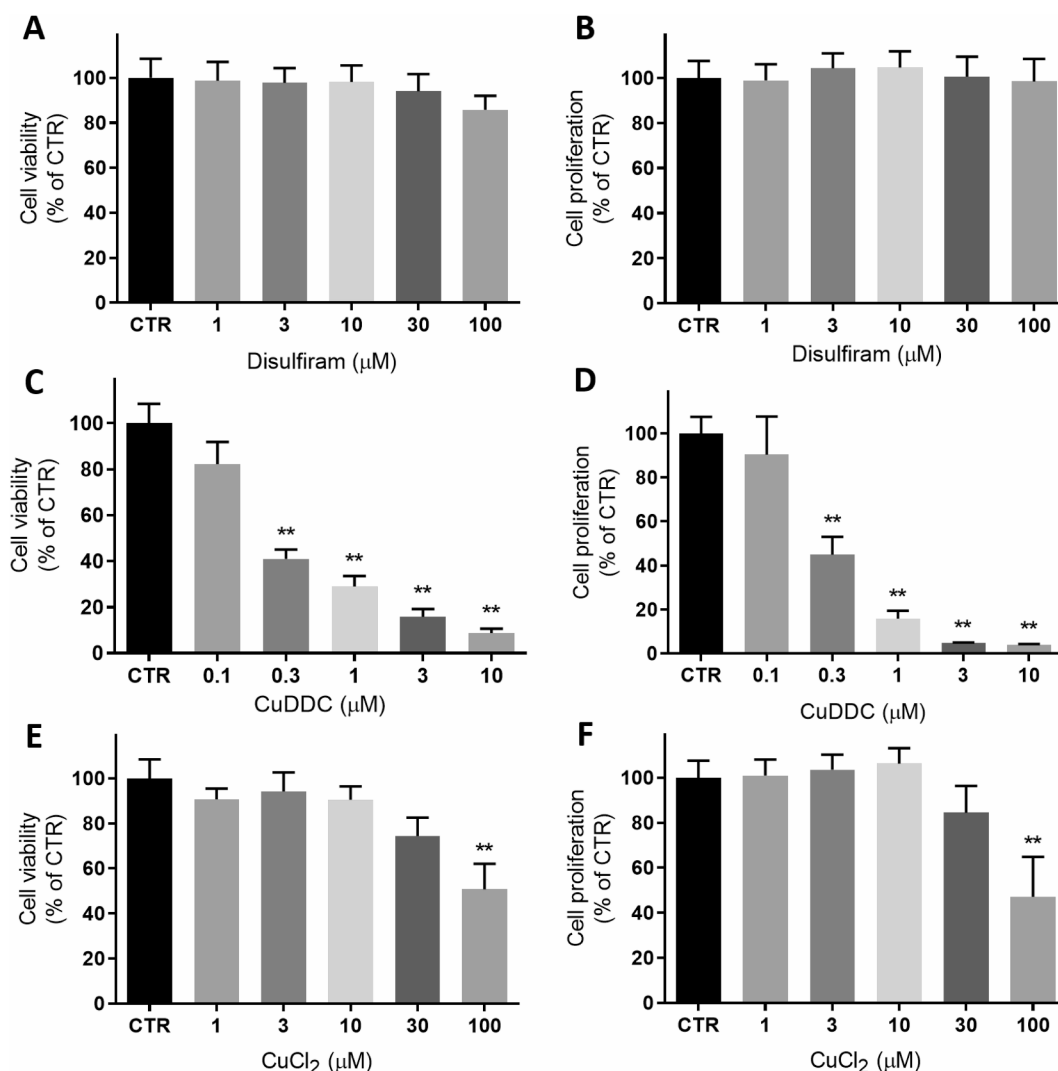 A
Cell viability
(% of CTR)
100
80
60
40
20
0
CTR 1 3 10 30 100
Disulfiram (μM)
B
Cell proliferation
(% of CTR)
100
80
60
40
20
0
CTR 1 3 10 30 100
Disulfiram (μM)
C
Cell viability
(% of CTR)
100
80
60
40
20
0
** ** ** **
CTR 0.1 0.3 1 3 10
CuDDC (μM)
D
Cell proliferation
(% of CTR)
100
80
60
40
20
0
** ** ** **
CTR 0.1 0.3 1 3 10
CuDDC (μM)
E
Cell viability
(% of CTR)
100
80
60
40
20
0
**
CTR 1 3 10 30 100
CuCl₂ (μM)
F
Cell proliferation
(% of CTR)
100
80
60
40
20
0
**
CTR 1 3 10 30 100
CuCl₂ (μM)